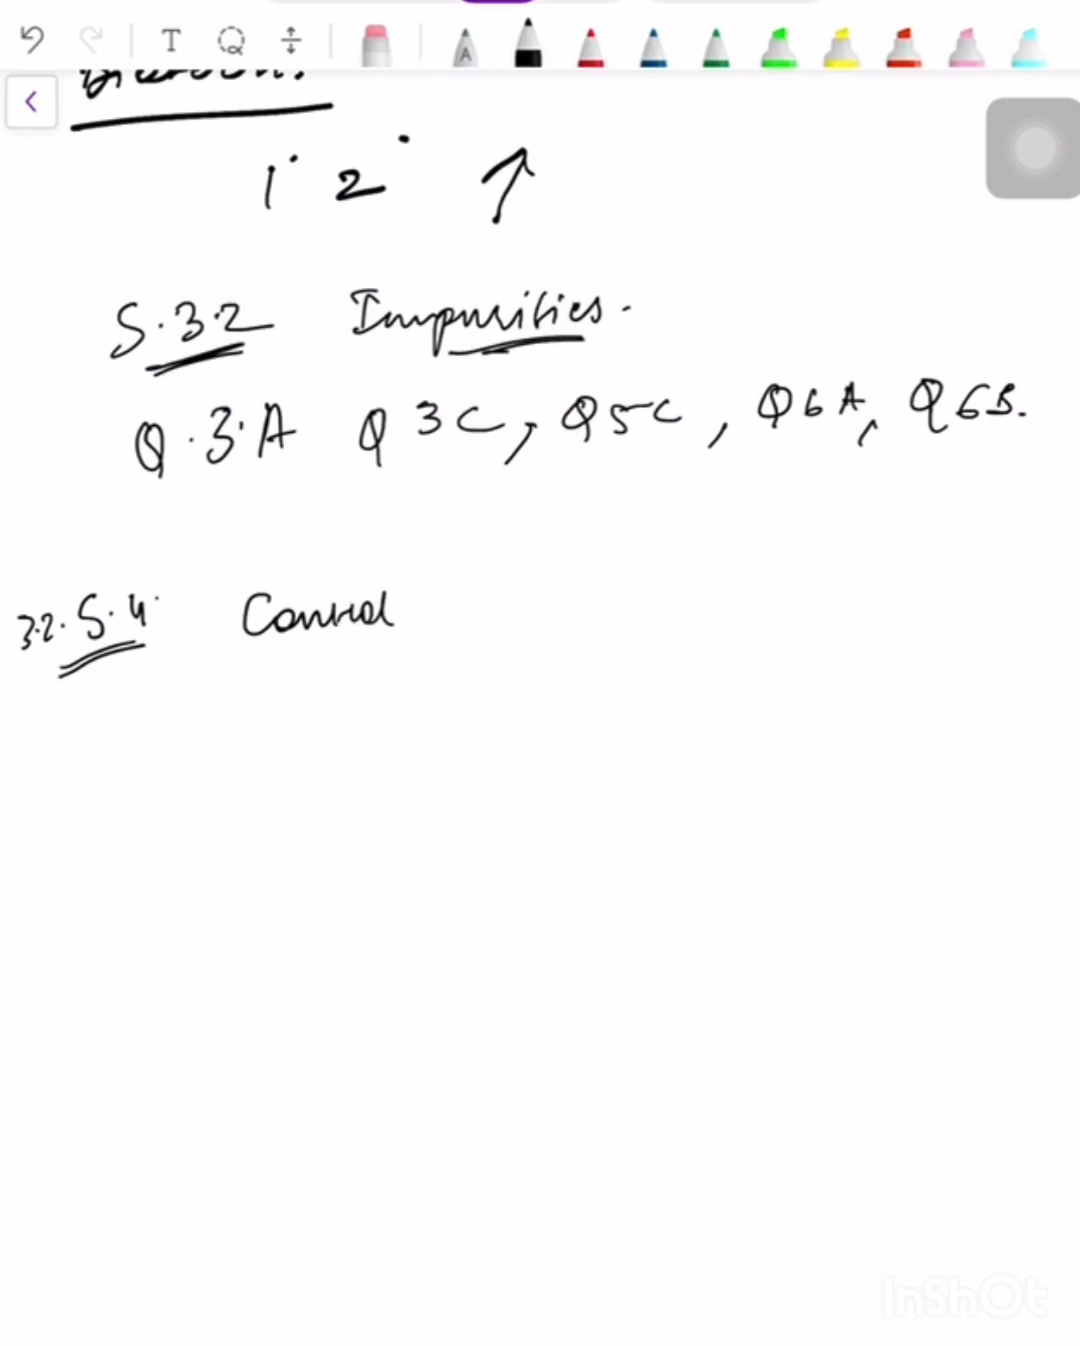 T
A
1° 2°
S.3.2 Impurities.
Q.3.A Q3C, Q5C, Q6A, Q6B.
3.2.S.4. Control
InShOt